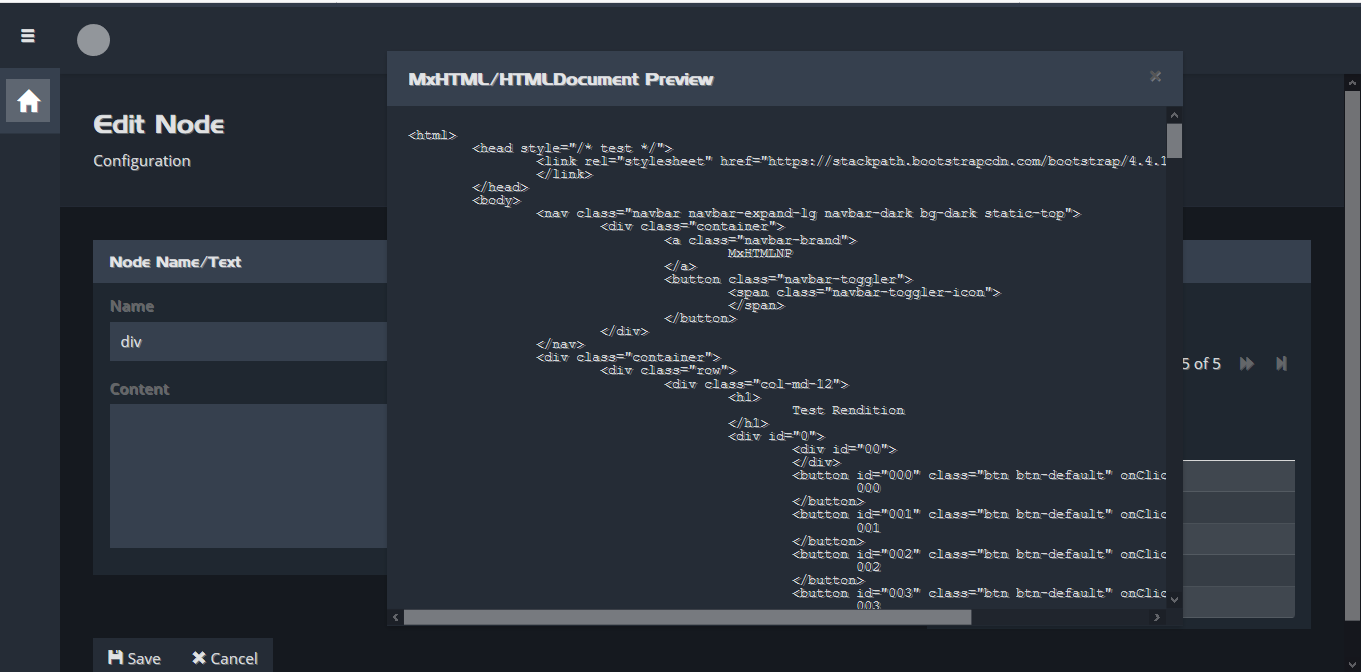 MxHTML/HTMLDocument Preview
Edit Node
Configuration
Node Name/Text
Name
div
Content
5 of 5
Save
Cancel
<html>
<head style="/* test */">
<link rel="stylesheet" href="https://stackpath.bootstrapcdn.com/bootstrap/4.4.1
</link>
</head>
<body>
<nav class="navbar navbar-expand-lg navbar-dark bg-dark static-top">
<div class="container">
<a class="navbar-brand">
MxHTMLNP
</a>
<button class="navbar-toggler">
<span class="navbar-toggler-icon">
</span>
</button>
</div>
</nav>
<div class="container">
<div class="row">
<div class="col-md-12">
<h1>
Test Rendition
</h1>
<div id="0">
<div id="00">
</div>
<button id="000" class="btn btn-default" onClic
000
</button>
<button id="001" class="btn btn-default" onClic
001
</button>
<button id="002" class="btn btn-default" onClic
002
</button>
<button id="003" class="btn btn-default" onClic
003